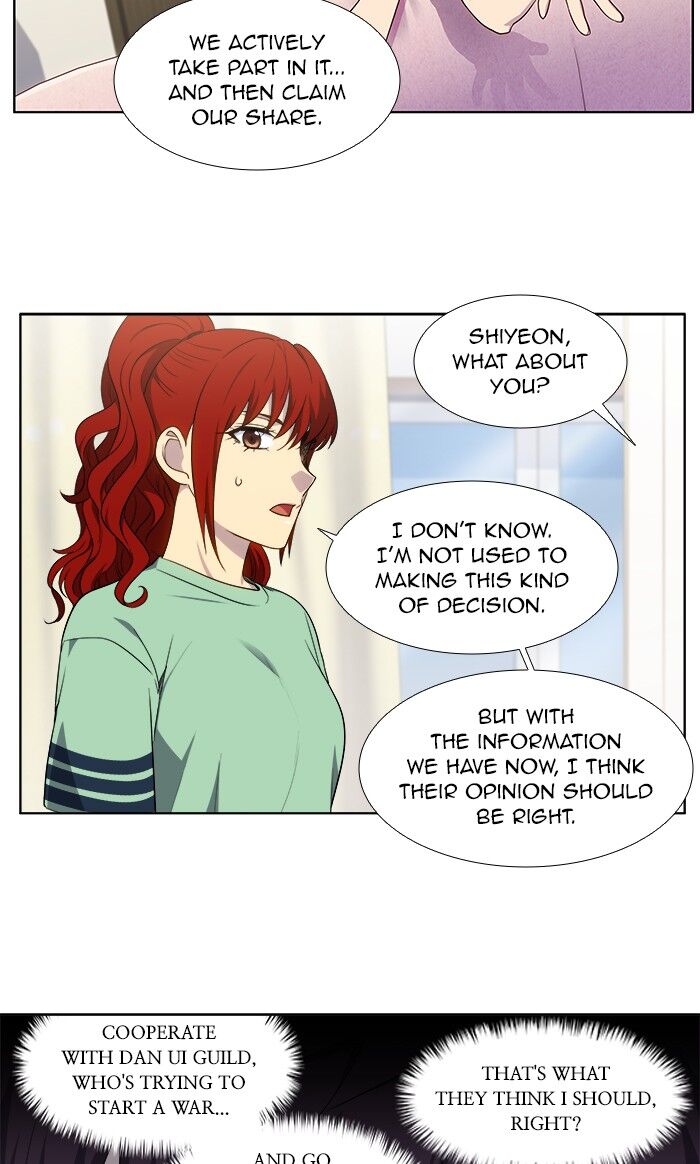 WE ACTIVELY
TAKE PART IN IT...
AND THEN CLAIM
OUR SHARE.
SHIYEON,
WHAT ABOUT
YOU?
I DON'T KNOW.
I'M NOT USED TO
MAKING THIS KIND
OF DECISION.
BUT WITH
THE INFORMATION
WE HAVE NOW, I THINK
THEIR OPINION SHOULD
BE RIGHT.
COOPERATE
WITH DAN UI GUILD,
WHO'S TRYING TO
START A WAR...
THAT'S WHAT
THEY THINK I SHOULD,
RIGHT?
AND GO